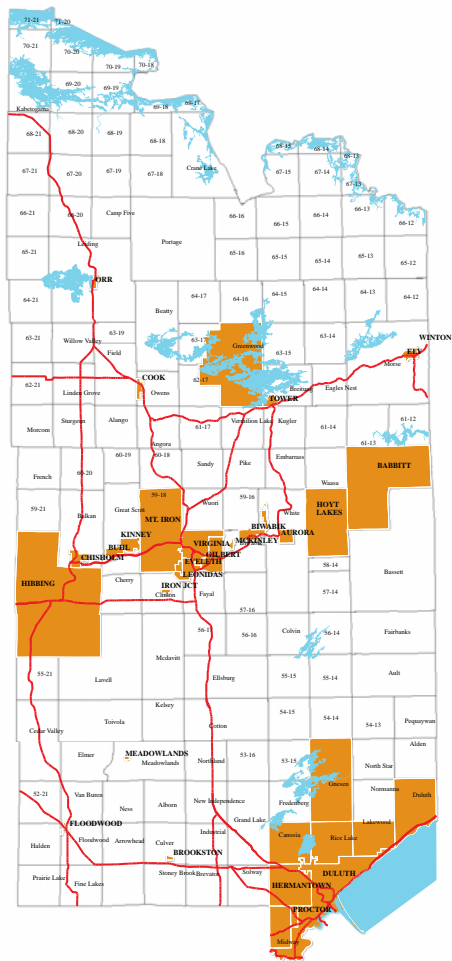 71-21 71-20
70-21 70-20
70-19 70-18
69-20 69-19
Kabetogama 69-18 69-17
68-21 68-20 68-19 68-18
68-15 68-14 68-13
67-21 67-20 67-19 67-18 Crane Lake 67-15 67-14
67-13
66-21 66-20 Camp Five 66-16 66-15 66-14 66-13 66-12
65-21 Leiding Portage 65-16 65-15 65-14 65-13 65-12
ORR
64-21 Beatty 64-17 64-16 64-15 64-14 64-13 64-12
63-21 Willow Valley 63-19 63-17 Greenwood 63-15 63-14 WINTON
Field ELY
Morse
62-21 COOK 62-17 Breitung Eagles Nest
Linden Grove Owens TOWER
Morcom Sturgeon Alango 61-17 Vermilion Lake Kugler 61-14 61-12
Angora 61-13
60-19 60-18 Sandy Pike Embarrass BABBITT
French 60-20 Waasa
59-21 Balkan Great Scott 59-18 Wuori 59-16 White HOYT
MT. IRON LAKES
BIWABIK
KINNEY VIRGINIA MCKINLEY AURORA
BUHL GILBERT
CHISHOLM EVELETH
LEONIDAS 58-14 Bassett
HIBBING Cherry IRON JCT
Clinton Fayal 57-14
57-16
56-17 56-16 Colvin 56-14 Fairbanks
Mcdavitt
55-21 Lavell Ellsburg 55-15 55-14 Ault
Kelsey
Toivola Cotton 54-15 54-14 54-13 Pequaywan
Cedar Valley
Alden
Elmer MEADOWLANDS
Meadowlands Northland 53-16 53-15 North Star
Gnesen Normanna
52-21 Van Buren Ness Alborn New Independence Fredenberg Duluth
FLOODWOOD Industrial Grand Lake Lakewood
Halden Floodwood Arrowhead Culver Canosia Rice Lake
BROOKSTON
Prairie Lake Fine Lakes Stoney Brook Brevator Solway DULUTH
HERMANTOWN
PROCTOR
Midway